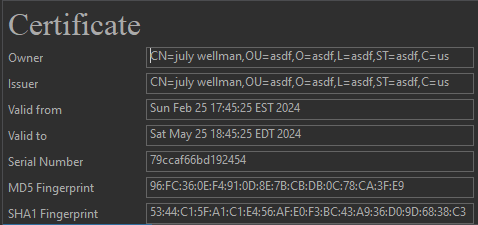 Certificate
Owner CN=july wellman,OU=asdf,O=asdf,L=asdf,ST=asdf,C=us
Issuer CN=july wellman,OU=asdf,O=asdf,L=asdf,ST=asdf,C=us
Valid from Sun Feb 25 17:45:25 EST 2024
Valid to Sat May 25 18:45:25 EDT 2024
Serial Number 79ccaf66bd192454
MD5 Fingerprint 96:FC:36:0E:F4:91:0D:8E:7B:CB:DB:0C:78:CA:3F:E9
SHA1 Fingerprint 53:44:C1:5F:A1:C1:E4:56:AF:E0:F3:BC:43:A9:36:D0:9D:68:38:C3